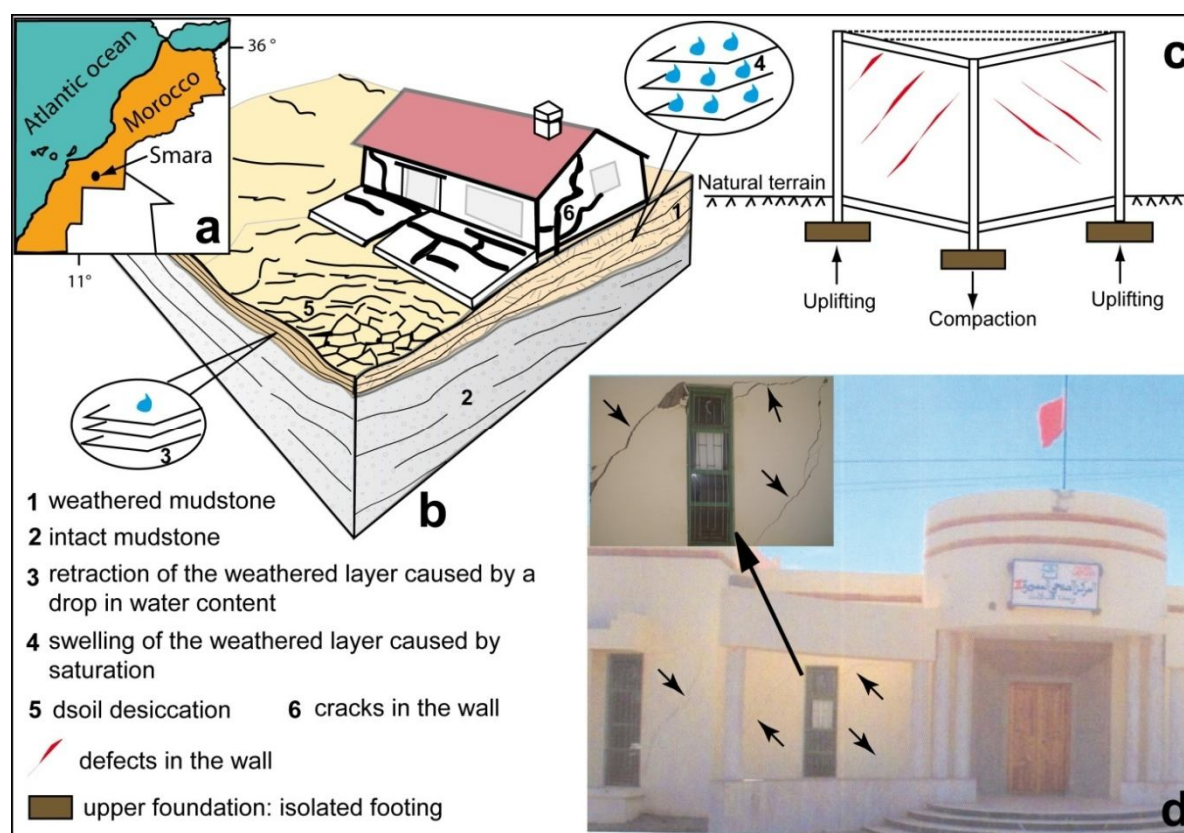 Atlantic ocean
Morocco
Smara
36°
11°
a
4
1
6
5
2
3
b
c
Natural terrain
Uplifting
Compaction
Uplifting
1 weathered mudstone
2 intact mudstone
3 retraction of the weathered layer caused by a
drop in water content
4 swelling of the weathered layer caused by
saturation
5 dsoil desiccation
6 cracks in the wall
defects in the wall
upper foundation: isolated footing
المركز الصحي المسيرة
d